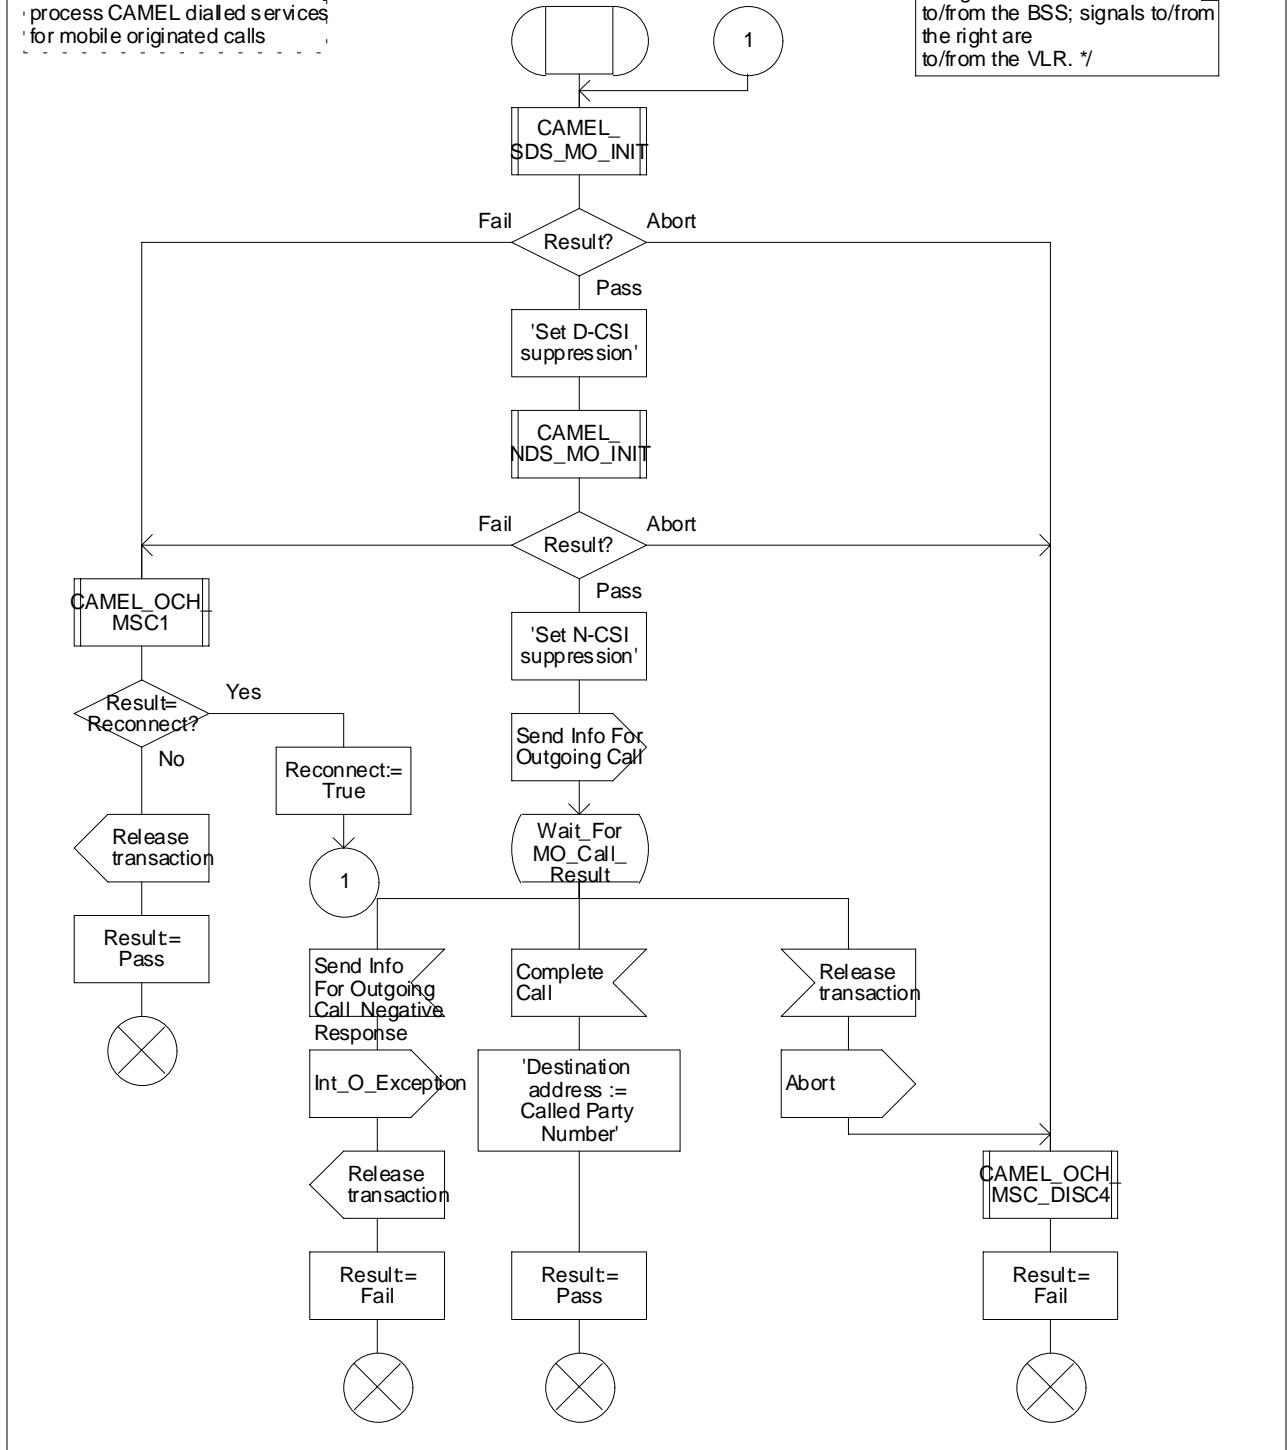 process CAMEL dialled services
for mobile originated calls
to/from the BSS; signals to/from
the right are
to/from the VLR. */
1
CAMEL_
SDS_MO_INIT
Fail
Abort
Result?
Pass
'Set D-CSI
suppression'
CAMEL_
NDS_MO_INIT
Fail
Abort
Result?
Pass
CAMEL_OCH_
MSC1
'Set N-CSI
suppression'
Result=
Reconnect?
Yes
No
Send Info For
Outgoing Call
Reconnect:=
True
Release
transaction
Wait_For
MO_Call_
Result
1
Result:=
Pass
Send Info
For Outgoing
Call Negative
Response
Complete
Call
Release
transaction
Int_O_Exception
'Destination
address :=
Called Party
Number'
Abort
Release
transaction
CAMEL_OCH_
MSC_DISC4
Result:=
Fail
Result:=
Pass
Result:=
Fail